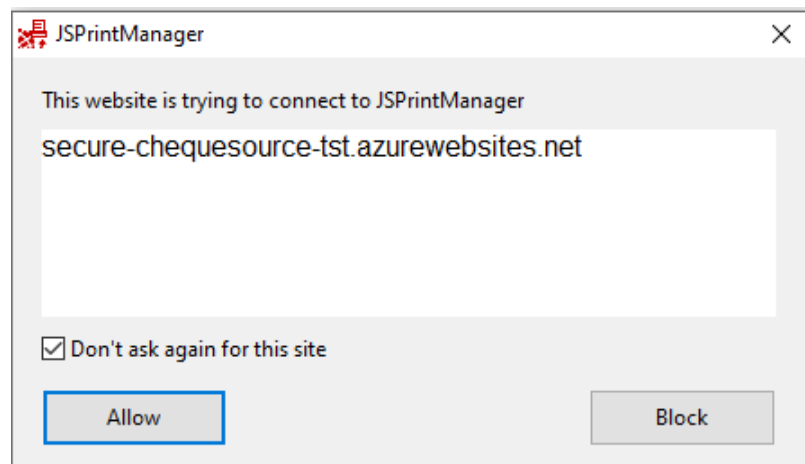 JSPrintManager
This website is trying to connect to JSPrintManager
secure-chequesource-tst.azurewebsites.net
Don't ask again for this site
Allow
Block